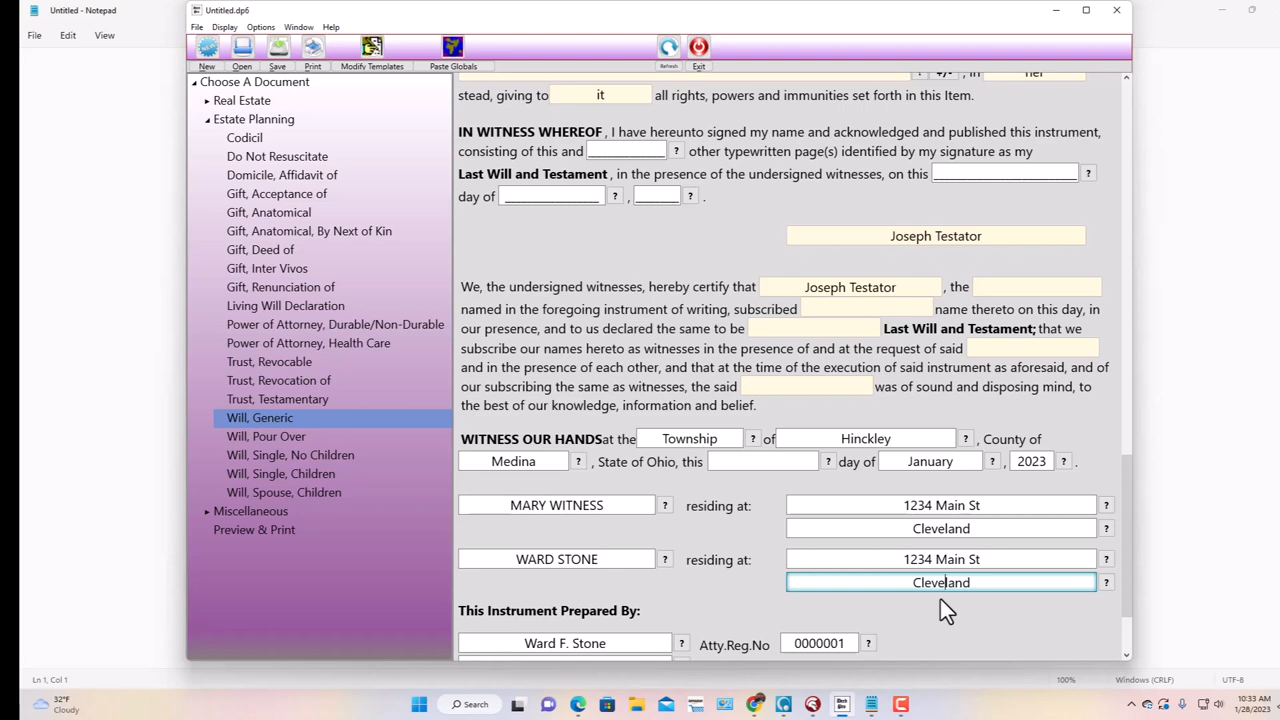 Untitled - Notepad
File Edit View
Untitled.dp6
File Display Options Window Help
New Open Save Print Modify Templates Paste Globals Refresh Exit
Choose A Document
Real Estate
Estate Planning
Codicil
Do Not Resuscitate
Domicile, Affidavit of
Gift, Acceptance of
Gift, Anatomical
Gift, Anatomical, By Next of Kin
Gift, Deed of
Gift, Inter Vivos
Gift, Renunciation of
Living Will Declaration
Power of Attorney, Durable/Non-Durable
Power of Attorney, Health Care
Trust, Revocable
Trust, Revocation of
Trust, Testamentary
Will, Generic
Will, Pour Over
Will, Single, No Children
Will, Single, Children
Will, Spouse, Children
Miscellaneous
Preview & Print
+/- , in her
stead, giving to it all rights, powers and immunities set forth in this Item.
IN WITNESS WHEREOF , I have hereunto signed my name and acknowledged and published this instrument,
consisting of this and ____________ ? other typewritten page(s) identified by my signature as my
Last Will and Testament , in the presence of the undersigned witnesses, on this ______________________ ?
day of ________________ ? , _______ ? .
Joseph Testator
We, the undersigned witnesses, hereby certify that Joseph Testator , the
named in the foregoing instrument of writing, subscribed name thereto on this day, in
our presence, and to us declared the same to be Last Will and Testament; that we
subscribe our names hereto as witnesses in the presence of and at the request of said
and in the presence of each other, and that at the time of the execution of said instrument as aforesaid, and of
our subscribing the same as witnesses, the said was of sound and disposing mind, to
the best of our knowledge, information and belief.
WITNESS OUR HANDS at the Township ? of Hinckley ? , County of
Medina ? , State of Ohio, this ? day of January ? , 2023 ? .
MARY WITNESS ? residing at: 1234 Main St ?
Cleveland ?
WARD STONE ? residing at: 1234 Main St ?
Cleveland ?
This Instrument Prepared By:
Ward F. Stone ? Atty.Reg.No 0000001 ?
Ln 1, Col 1 100% Windows (CRLF) UTF-8
32°F
Cloudy
Search
10:33 AM
1/28/2023